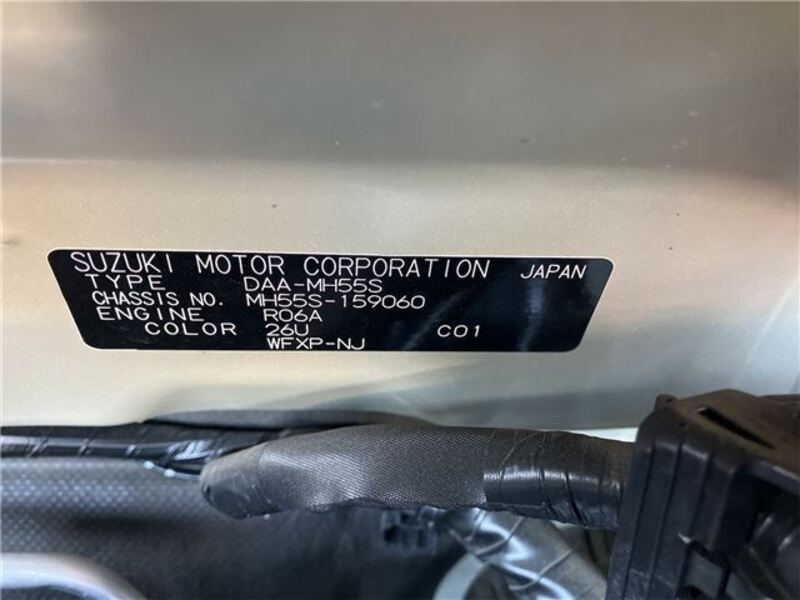 SUZUKI MOTOR CORPORATION JAPAN
TYPE DAA-MH55S
CHASSIS NO. MH55S-159060
ENGINE R06A
COLOR 26U C01
WFXP-NJ